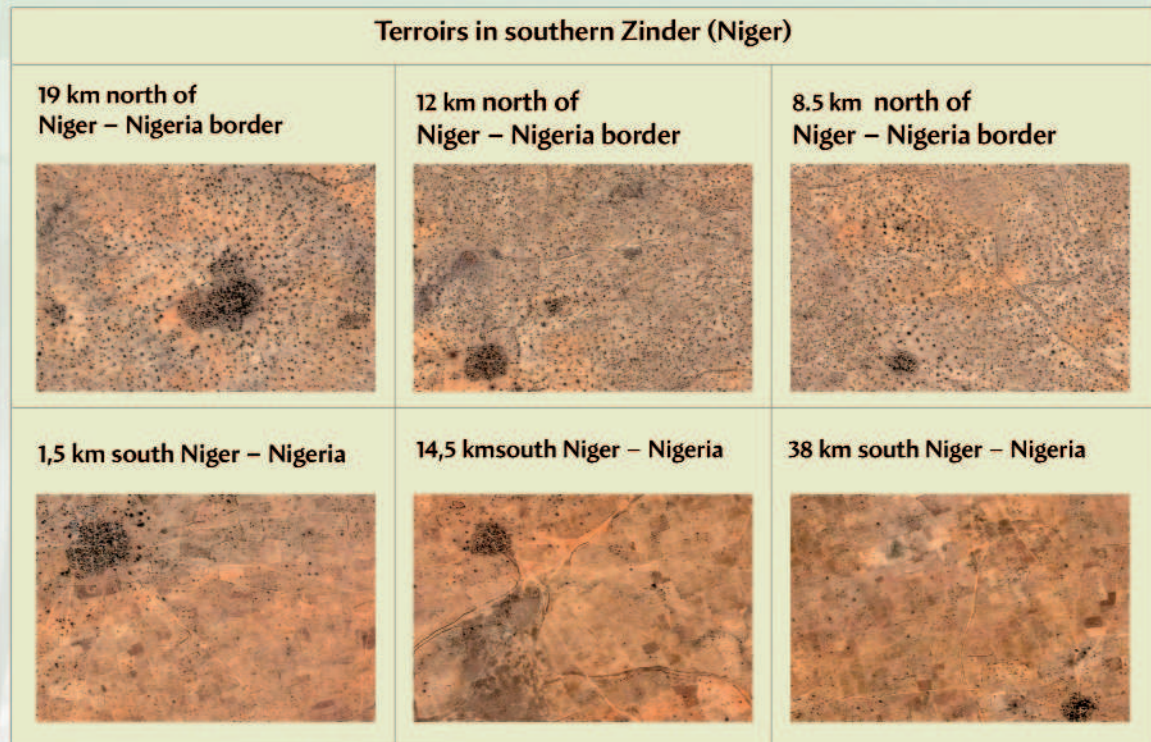 Terroirs in southern Zinder (Niger)
19 km north of
Niger – Nigeria border
12 km north of
Niger – Nigeria border
8.5 km north of
Niger – Nigeria border
1,5 km south Niger – Nigeria
14,5 kmsouth Niger – Nigeria
38 km south Niger – Nigeria